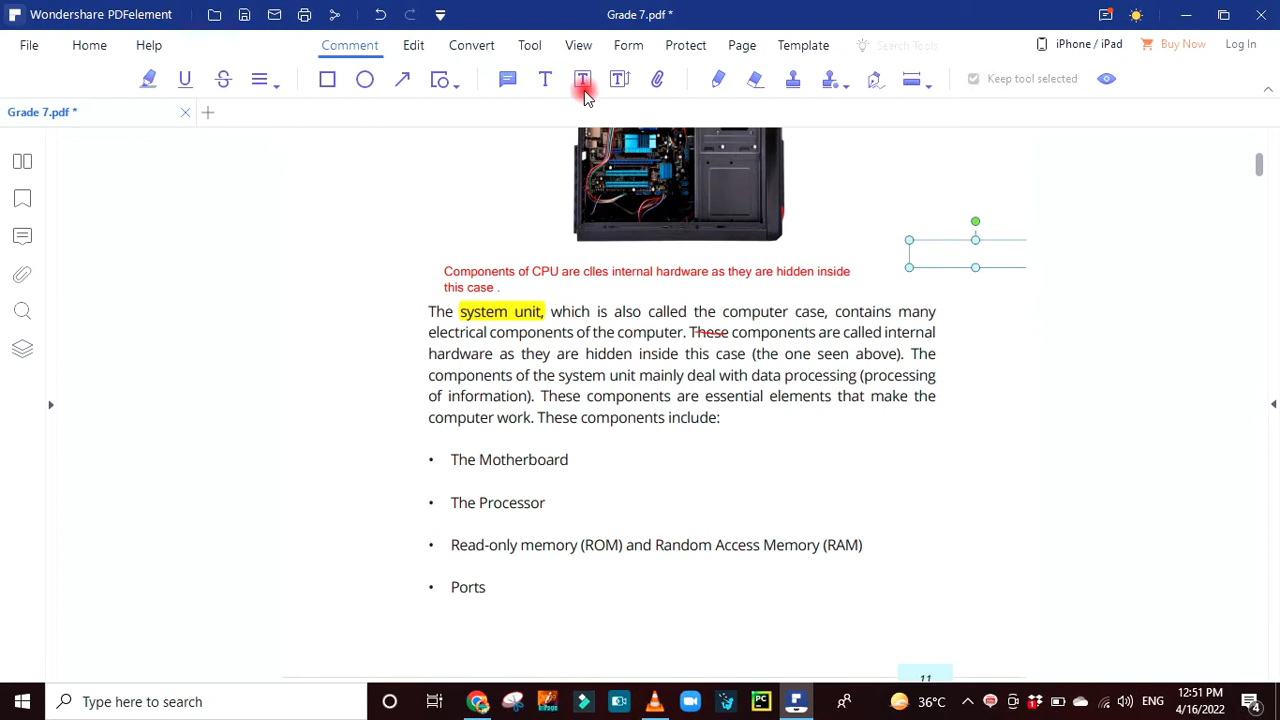 Wondershare PDFelement
Grade 7.pdf *
File Home Help Comment Edit Convert Tool View Form Protect Page Template Search Tools iPhone / iPad Buy Now Log In
Keep tool selected
Grade 7.pdf *
Components of CPU are clles internal hardware as they are hidden inside
this case .
The system unit, which is also called the computer case, contains many
electrical components of the computer. These components are called internal
hardware as they are hidden inside this case (the one seen above). The
components of the system unit mainly deal with data processing (processing
of information). These components are essential elements that make the
computer work. These components include:
• The Motherboard
• The Processor
• Read-only memory (ROM) and Random Access Memory (RAM)
• Ports
11
Type here to search
36°C ENG 12:51 PM
4/16/2022
4